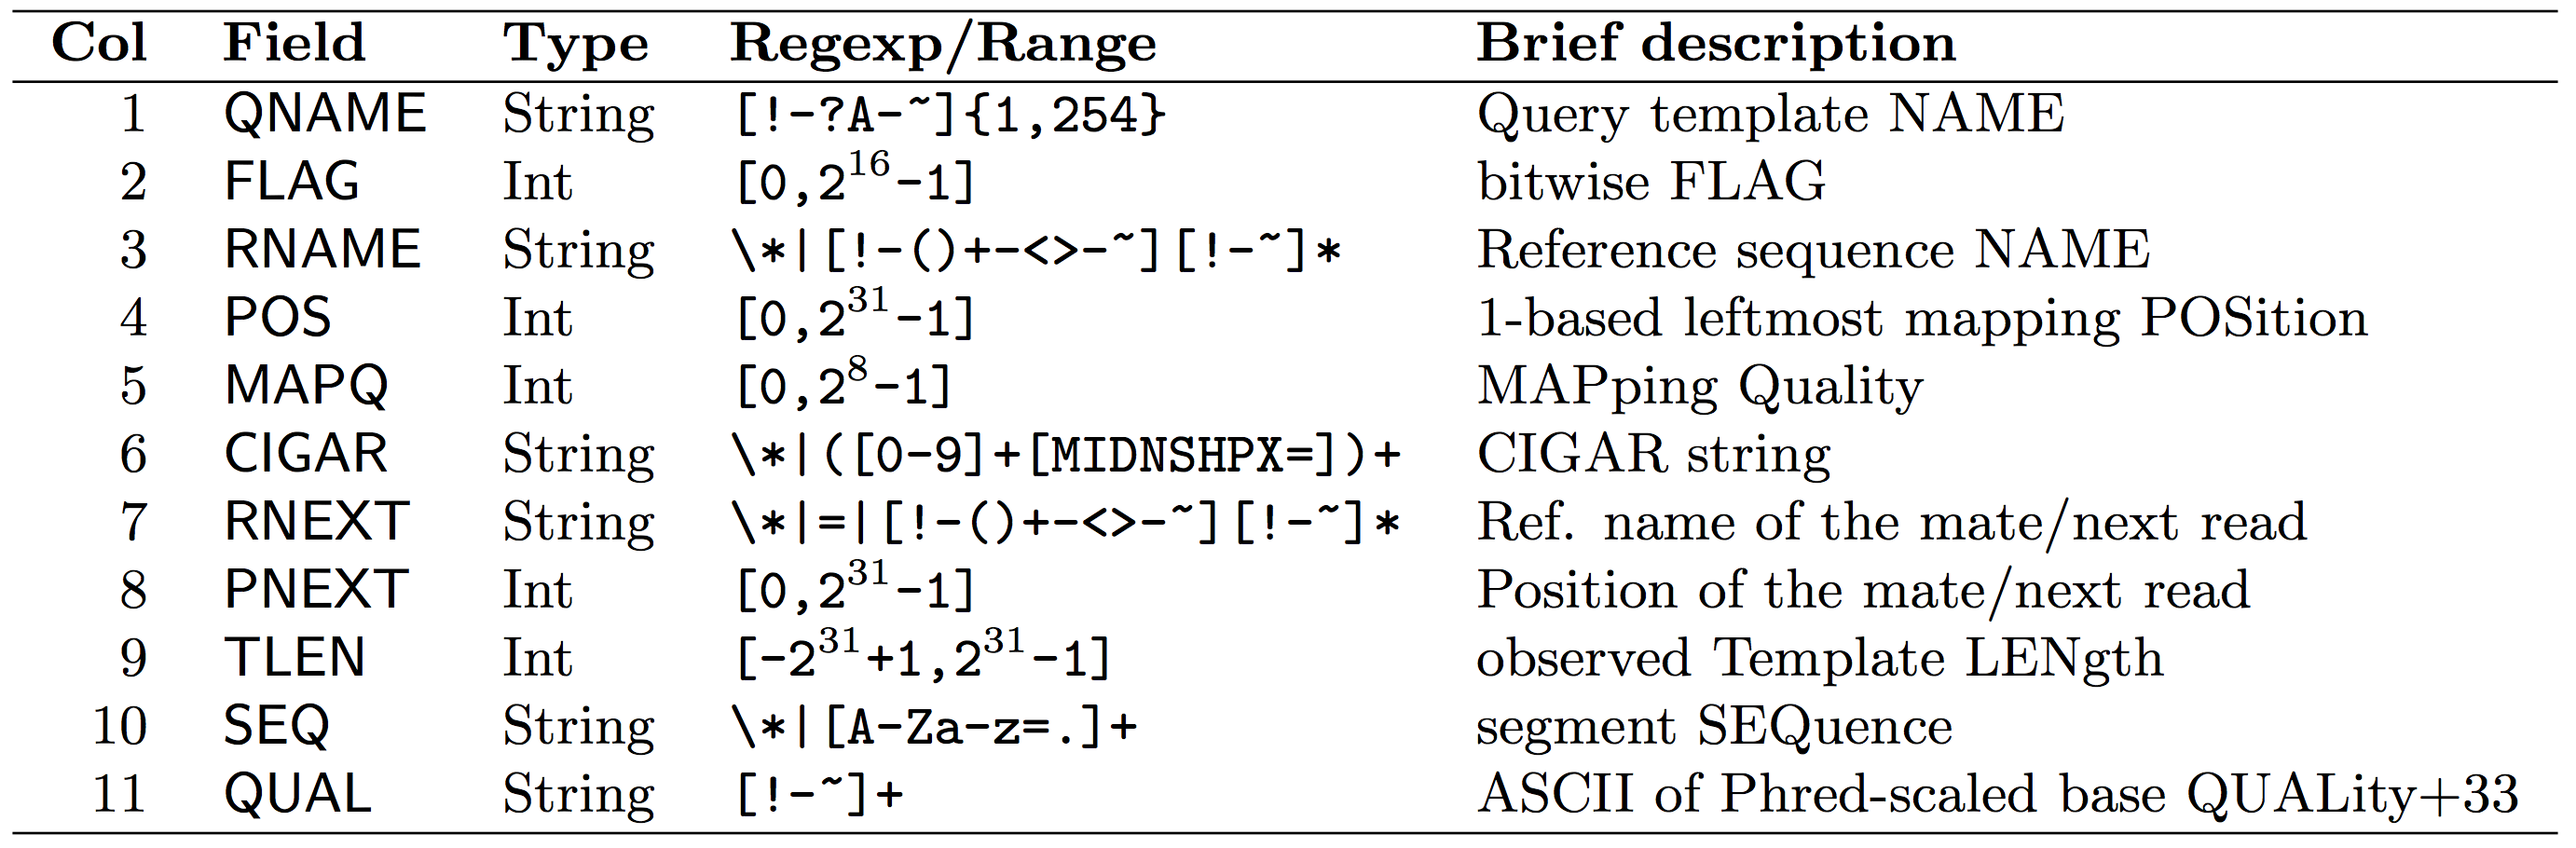 Col Field Type Regexp/Range Brief description
1 QNAME String [!-?A-~]{1,254} Query template NAME
2 FLAG Int [0,2^16-1] bitwise FLAG
3 RNAME String \*|[!-()+-<>-~][!-~]* Reference sequence NAME
4 POS Int [0,2^31-1] 1-based leftmost mapping POSition
5 MAPQ Int [0,2^8-1] MAPping Quality
6 CIGAR String \*|([0-9]+[MIDNSHPX=])+ CIGAR string
7 RNEXT String \*|=|[!-()+-<>-~][!-~]* Ref. name of the mate/next read
8 PNEXT Int [0,2^31-1] Position of the mate/next read
9 TLEN Int [-2^31+1,2^31-1] observed Template LENgth
10 SEQ String \*|[A-Za-z=.]+ segment SEQuence
11 QUAL String [!-~]+ ASCII of Phred-scaled base QUALity+33